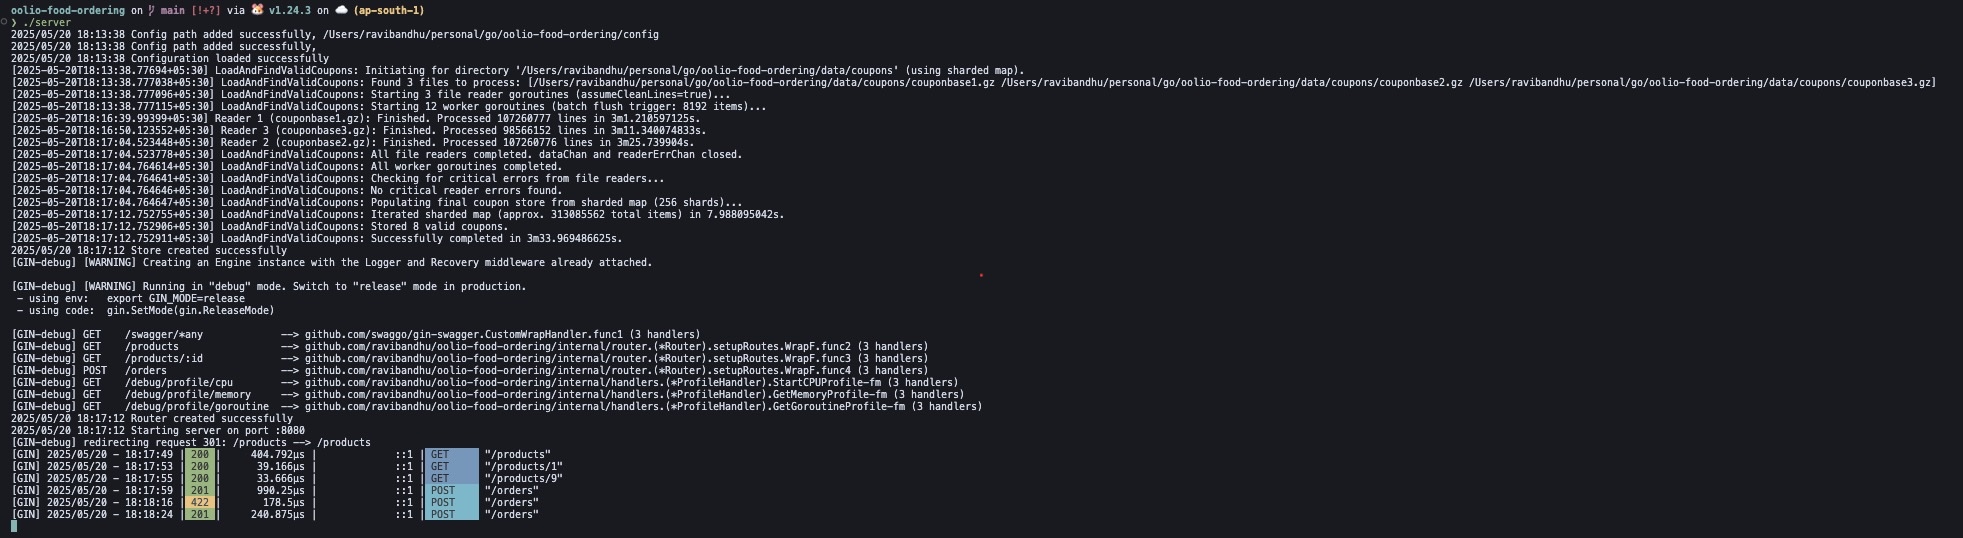 oolio-food-ordering on main [!+?] via v1.24.3 on (ap-south-1)
❯ ./server
2025/05/20 18:13:38 Config path added successfully, /Users/ravibandhu/personal/go/oolio-food-ordering/config
2025/05/20 18:13:38 Config path added successfully,
2025/05/20 18:13:38 Configuration loaded successfully
[2025-05-20T18:13:38.77694+05:30] LoadAndFindValidCoupons: Initiating for directory '/Users/ravibandhu/personal/go/oolio-food-ordering/data/coupons' (using sharded map).
[2025-05-20T18:13:38.777038+05:30] LoadAndFindValidCoupons: Found 3 files to process: [/Users/ravibandhu/personal/go/oolio-food-ordering/data/coupons/couponbase1.gz /Users/ravibandhu/personal/go/oolio-food-ordering/data/coupons/couponbase2.gz /Users/ravibandhu/personal/go/oolio-food-ordering/data/coupons/couponbase3.gz]
[2025-05-20T18:13:38.777096+05:30] LoadAndFindValidCoupons: Starting 3 file reader goroutines (assumeCleanLines=true)...
[2025-05-20T18:13:38.777115+05:30] LoadAndFindValidCoupons: Starting 12 worker goroutines (batch flush trigger: 8192 items)...
[2025-05-20T18:16:39.99399+05:30] Reader 1 (couponbase1.gz): Finished. Processed 107260777 lines in 3m1.210597125s.
[2025-05-20T18:16:50.123552+05:30] Reader 3 (couponbase3.gz): Finished. Processed 98566152 lines in 3m11.340074833s.
[2025-05-20T18:17:04.523448+05:30] Reader 2 (couponbase2.gz): Finished. Processed 107260776 lines in 3m25.739904s.
[2025-05-20T18:17:04.523778+05:30] LoadAndFindValidCoupons: All file readers completed. dataChan and readerErrChan closed.
[2025-05-20T18:17:04.764614+05:30] LoadAndFindValidCoupons: All worker goroutines completed.
[2025-05-20T18:17:04.764641+05:30] LoadAndFindValidCoupons: Checking for critical errors from file readers...
[2025-05-20T18:17:04.764646+05:30] LoadAndFindValidCoupons: No critical reader errors found.
[2025-05-20T18:17:04.764647+05:30] LoadAndFindValidCoupons: Populating final coupon store from sharded map (256 shards)...
[2025-05-20T18:17:12.752755+05:30] LoadAndFindValidCoupons: Iterated sharded map (approx. 313085562 total items) in 7.988095042s.
[2025-05-20T18:17:12.752906+05:30] LoadAndFindValidCoupons: Stored 8 valid coupons.
[2025-05-20T18:17:12.752911+05:30] LoadAndFindValidCoupons: Successfully completed in 3m33.969486625s.
2025/05/20 18:17:12 Store created successfully
[GIN-debug] [WARNING] Creating an Engine instance with the Logger and Recovery middleware already attached.
[GIN-debug] [WARNING] Running in "debug" mode. Switch to "release" mode in production.
- using env: export GIN_MODE=release
- using code: gin.SetMode(gin.ReleaseMode)
[GIN-debug] GET /swagger/*any --> github.com/swaggo/gin-swagger.CustomWrapHandler.func1 (3 handlers)
[GIN-debug] GET /products --> github.com/ravibandhu/oolio-food-ordering/internal/router.(*Router).setupRoutes.WrapF.func2 (3 handlers)
[GIN-debug] GET /products/:id --> github.com/ravibandhu/oolio-food-ordering/internal/router.(*Router).setupRoutes.WrapF.func3 (3 handlers)
[GIN-debug] POST /orders --> github.com/ravibandhu/oolio-food-ordering/internal/router.(*Router).setupRoutes.WrapF.func4 (3 handlers)
[GIN-debug] GET /debug/profile/cpu --> github.com/ravibandhu/oolio-food-ordering/internal/handlers.(*ProfileHandler).StartCPUProfile-fm (3 handlers)
[GIN-debug] GET /debug/profile/memory --> github.com/ravibandhu/oolio-food-ordering/internal/handlers.(*ProfileHandler).GetMemoryProfile-fm (3 handlers)
[GIN-debug] GET /debug/profile/goroutine --> github.com/ravibandhu/oolio-food-ordering/internal/handlers.(*ProfileHandler).GetGoroutineProfile-fm (3 handlers)
2025/05/20 18:17:12 Router created successfully
2025/05/20 18:17:12 Starting server on port :8080
[GIN-debug] redirecting request 301: /products --> /products
[GIN] 2025/05/20 - 18:17:49 | 200 | 404.792µs | ::1 | GET "/products"
[GIN] 2025/05/20 - 18:17:53 | 200 | 39.166µs | ::1 | GET "/products/1"
[GIN] 2025/05/20 - 18:17:55 | 200 | 33.666µs | ::1 | GET "/products/9"
[GIN] 2025/05/20 - 18:17:59 | 201 | 990.25µs | ::1 | POST "/orders"
[GIN] 2025/05/20 - 18:18:16 | 422 | 178.5µs | ::1 | POST "/orders"
[GIN] 2025/05/20 - 18:18:24 | 201 | 240.875µs | ::1 | POST "/orders"